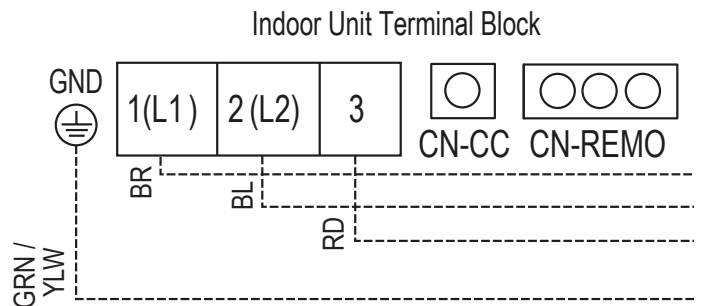 Indoor Unit Terminal Block
GND
1(L1)
2 (L2)
3
CN-CC
CN-REMO
BR
BL
RD
GRN /
YLW